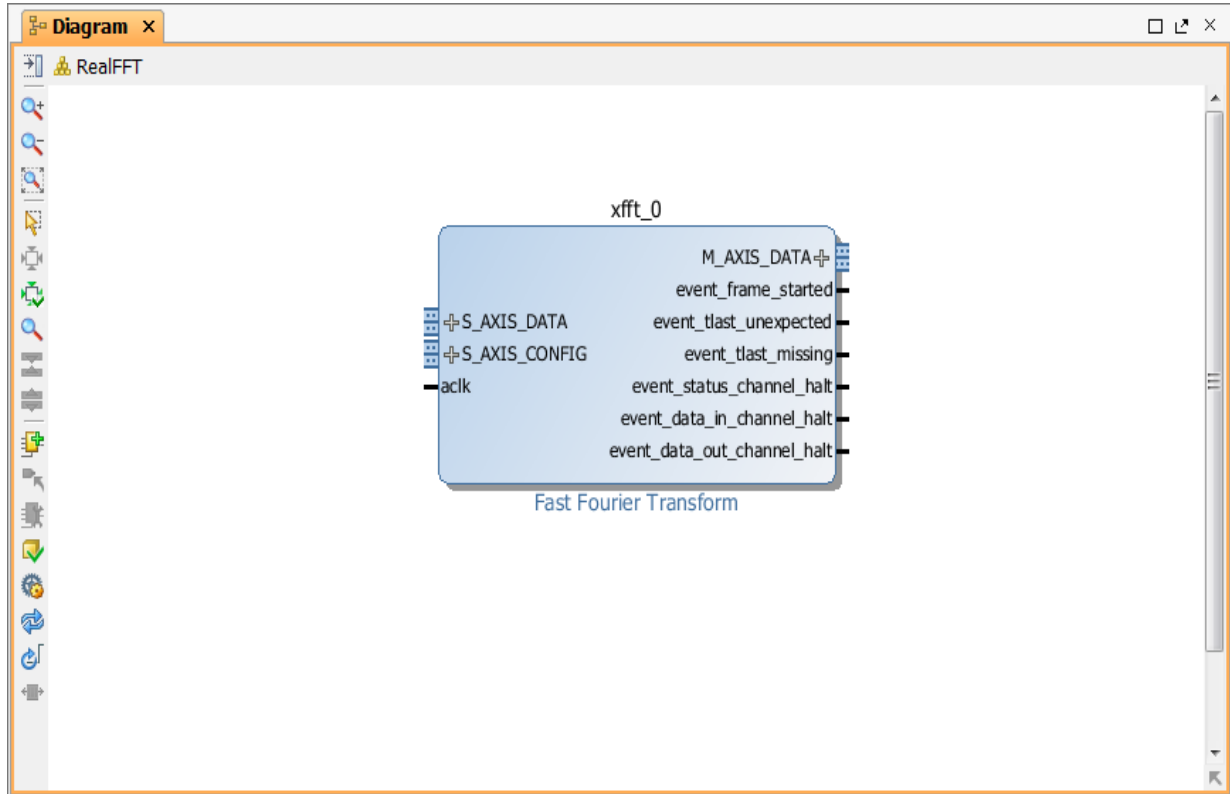 Diagram
RealFFT
xfft_0
M_AXIS_DATA
event_frame_started
S_AXIS_DATA
event_tlast_unexpected
S_AXIS_CONFIG
event_tlast_missing
aclk
event_status_channel_halt
event_data_in_channel_halt
event_data_out_channel_halt
Fast Fourier Transform